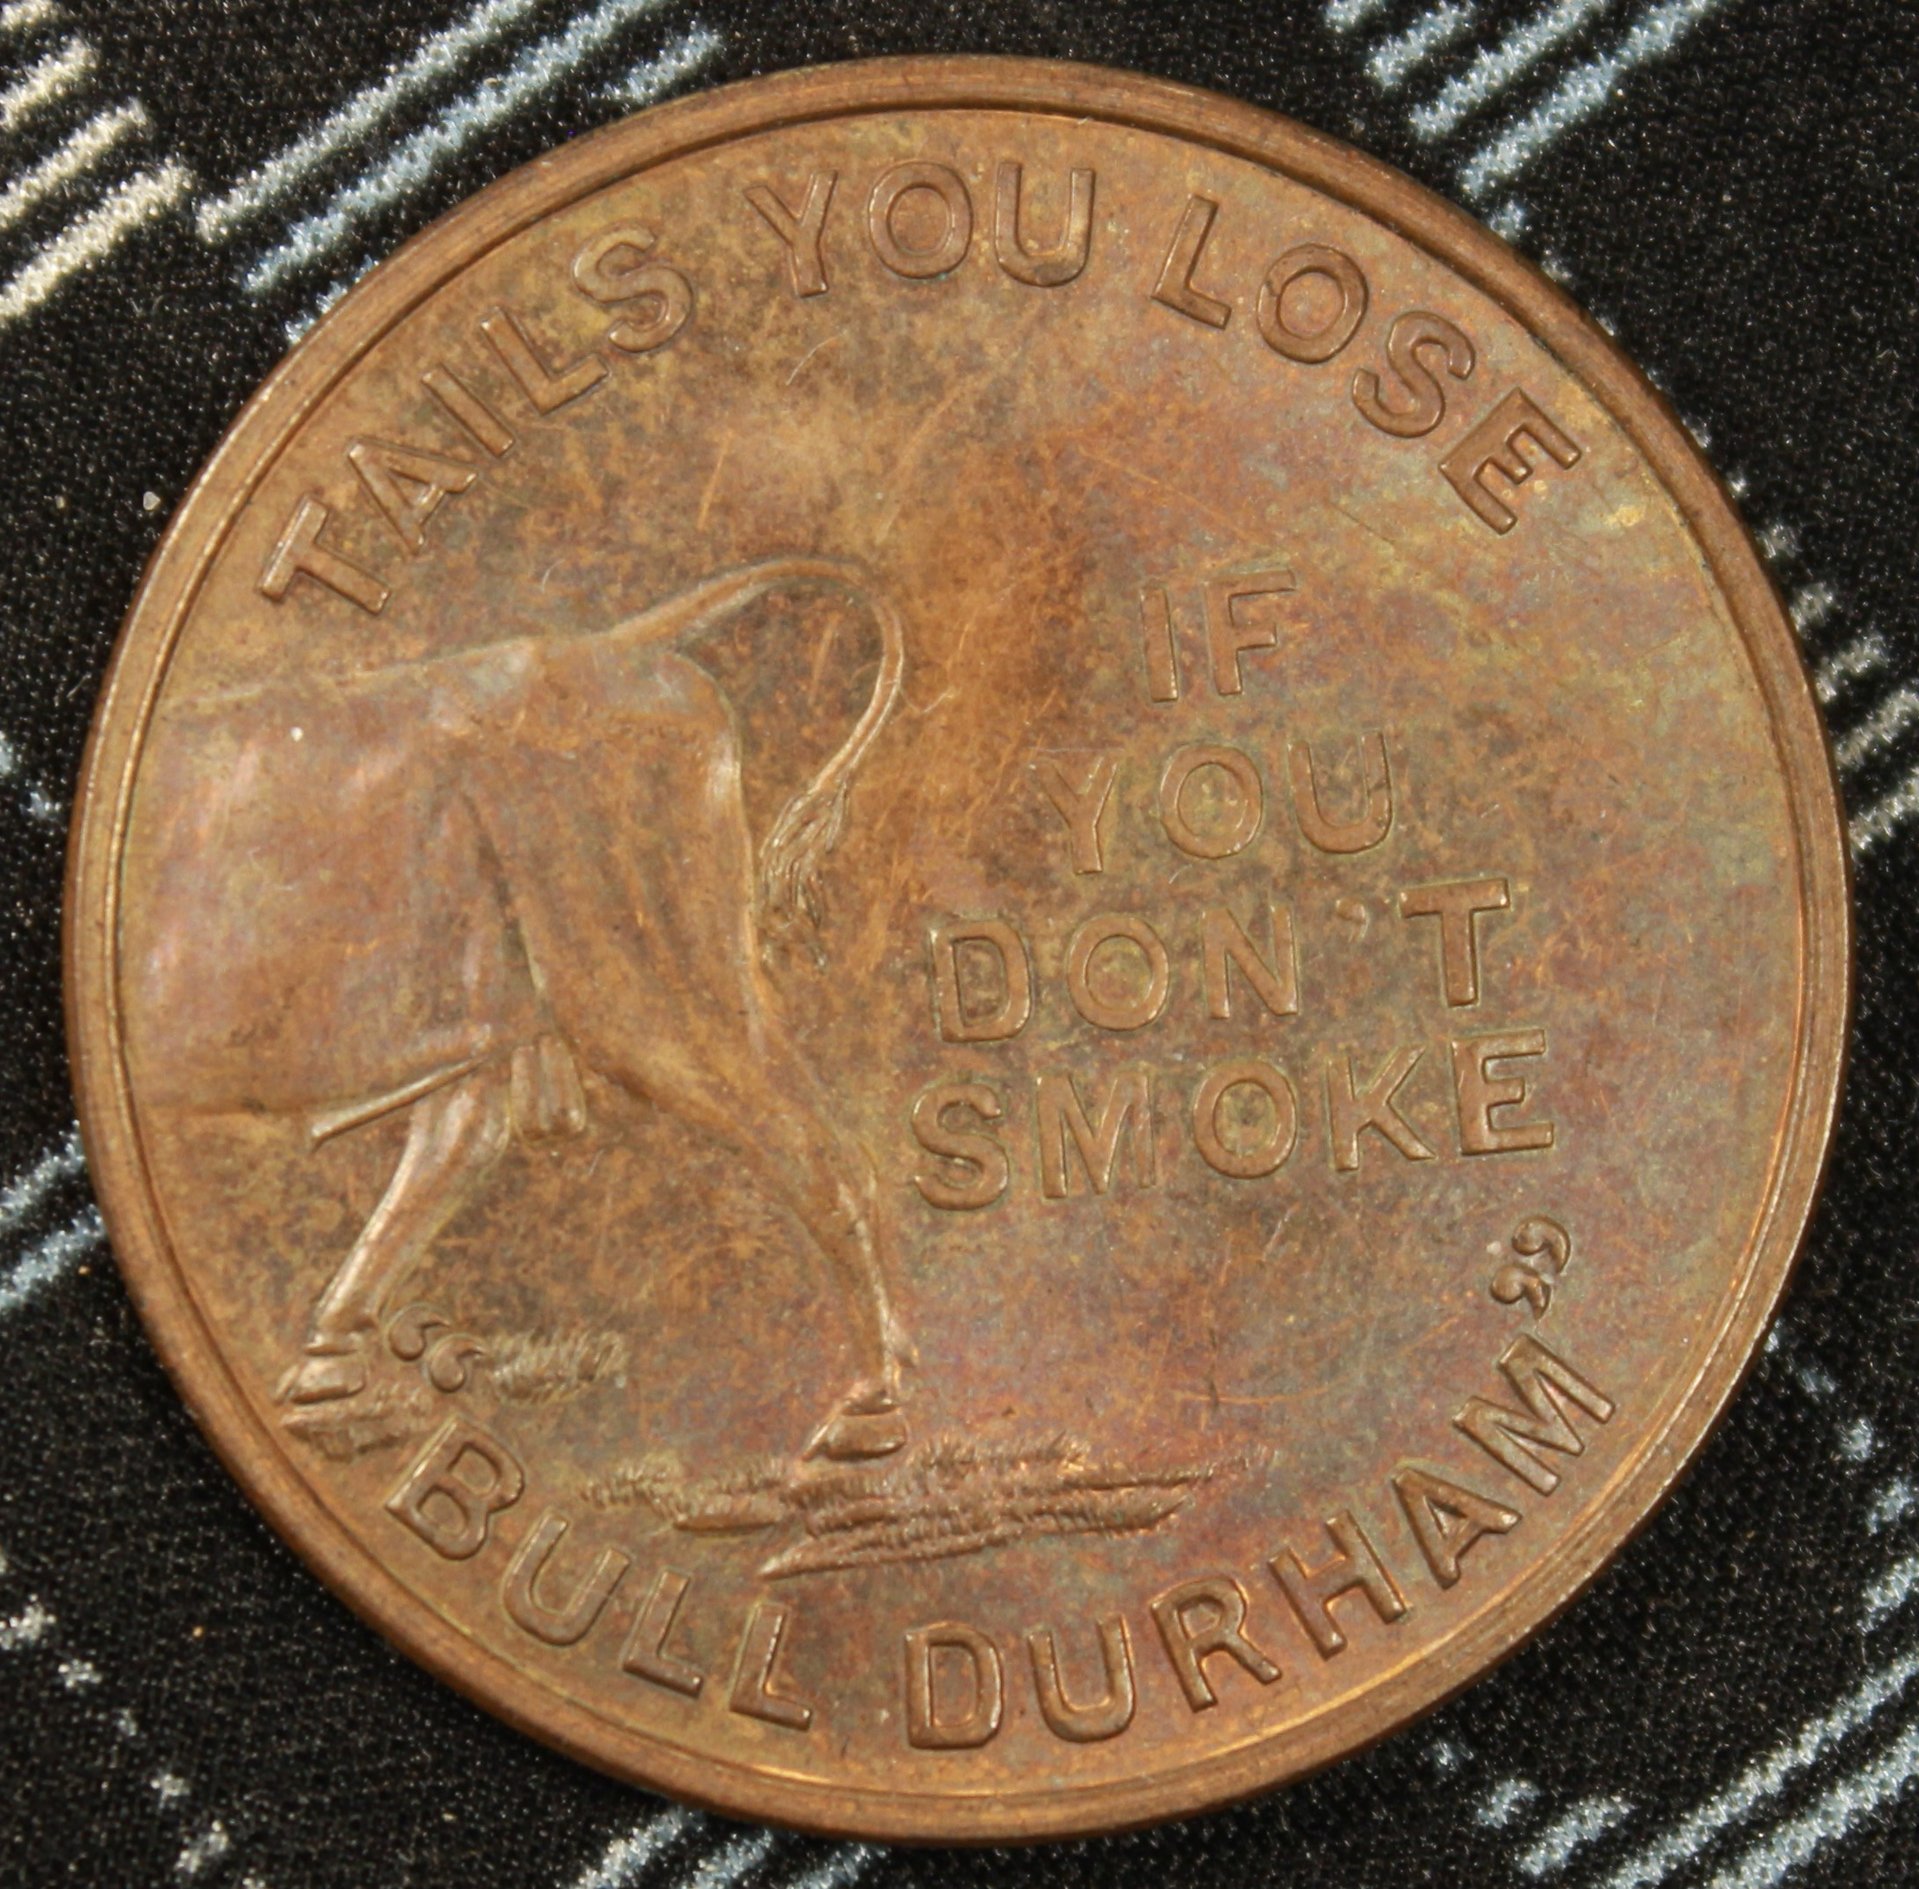 TAILS YOU LOSE
IF
YOU
DON'T
SMOKE
“BULL DURHAM”